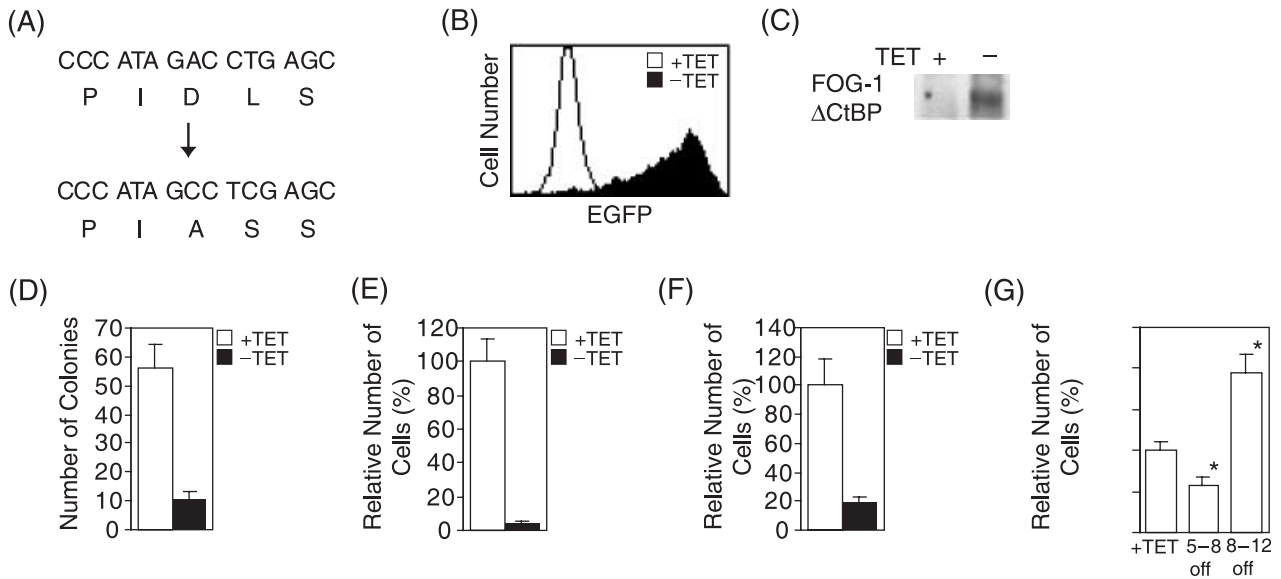 (A)
CCC ATA GAC CTG AGC
P I D L S
CCC ATA GCC TCG AGC
P I A S S
(B)
Cell Number
+TET
−TET
EGFP
(C)
TET + −
FOG-1
ΔCtBP
(D)
Number of Colonies
70
60
50
40
30
20
10
0
+TET
−TET
(E)
Relative Number of
Cells (%)
120
100
80
60
40
20
0
+TET
−TET
(F)
Relative Number of
Cells (%)
140
120
100
80
60
40
20
0
+TET
−TET
(G)
Relative Number of
Cells (%)
*
*
+TET 5–8 8–12
off off